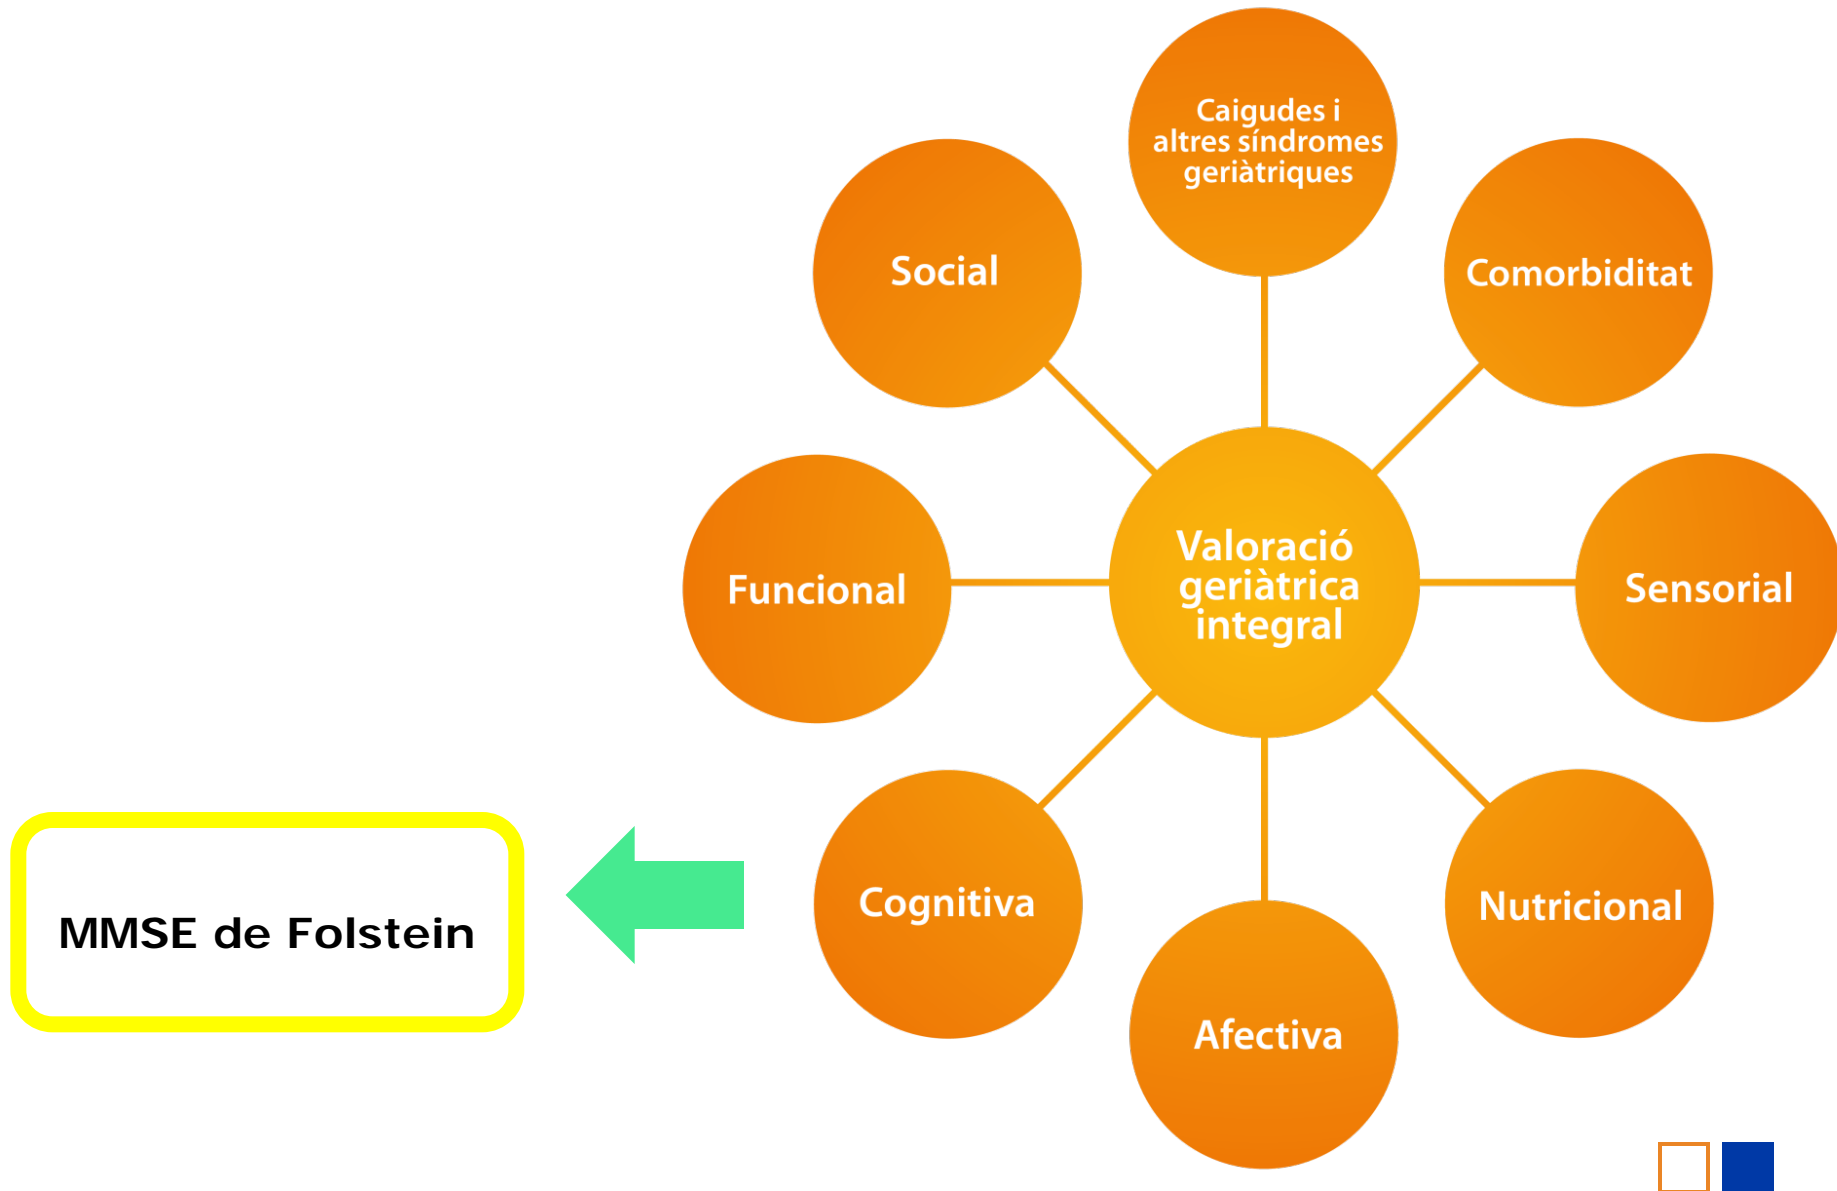 Caigudes i
altres síndromes
geriàtriques
Social
Comorbiditat
Valoració
geriàtrica
integral
Funcional
Sensorial
Cognitiva
Nutricional
MMSE de Folstein
Afectiva